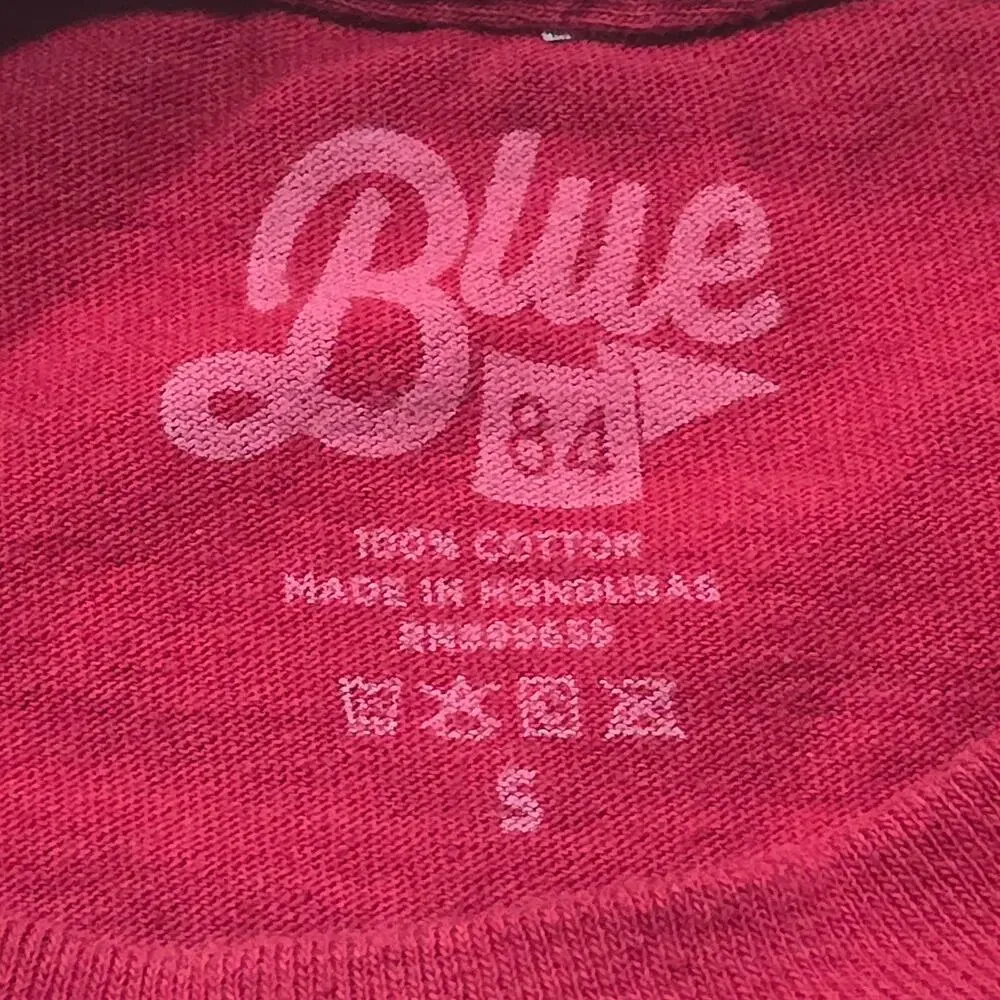 Blue
84
100% COTTON
MADE IN HONDURAS
S